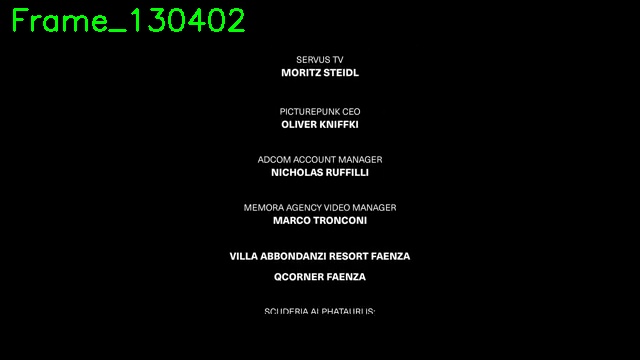 Frame_130402
SERVUS TV
MORITZ STEIDL
PICTUREPUNK CEO
OLIVER KNIFFKI
ADCOM ACCOUNT MANAGER
NICHOLAS RUFFILLI
MEMORA AGENCY VIDEO MANAGER
MARCO TRONCONI
VILLA ABBONDANZI RESORT FAENZA
QCORNER FAENZA
SCUDERIA ALPHATAURUS: